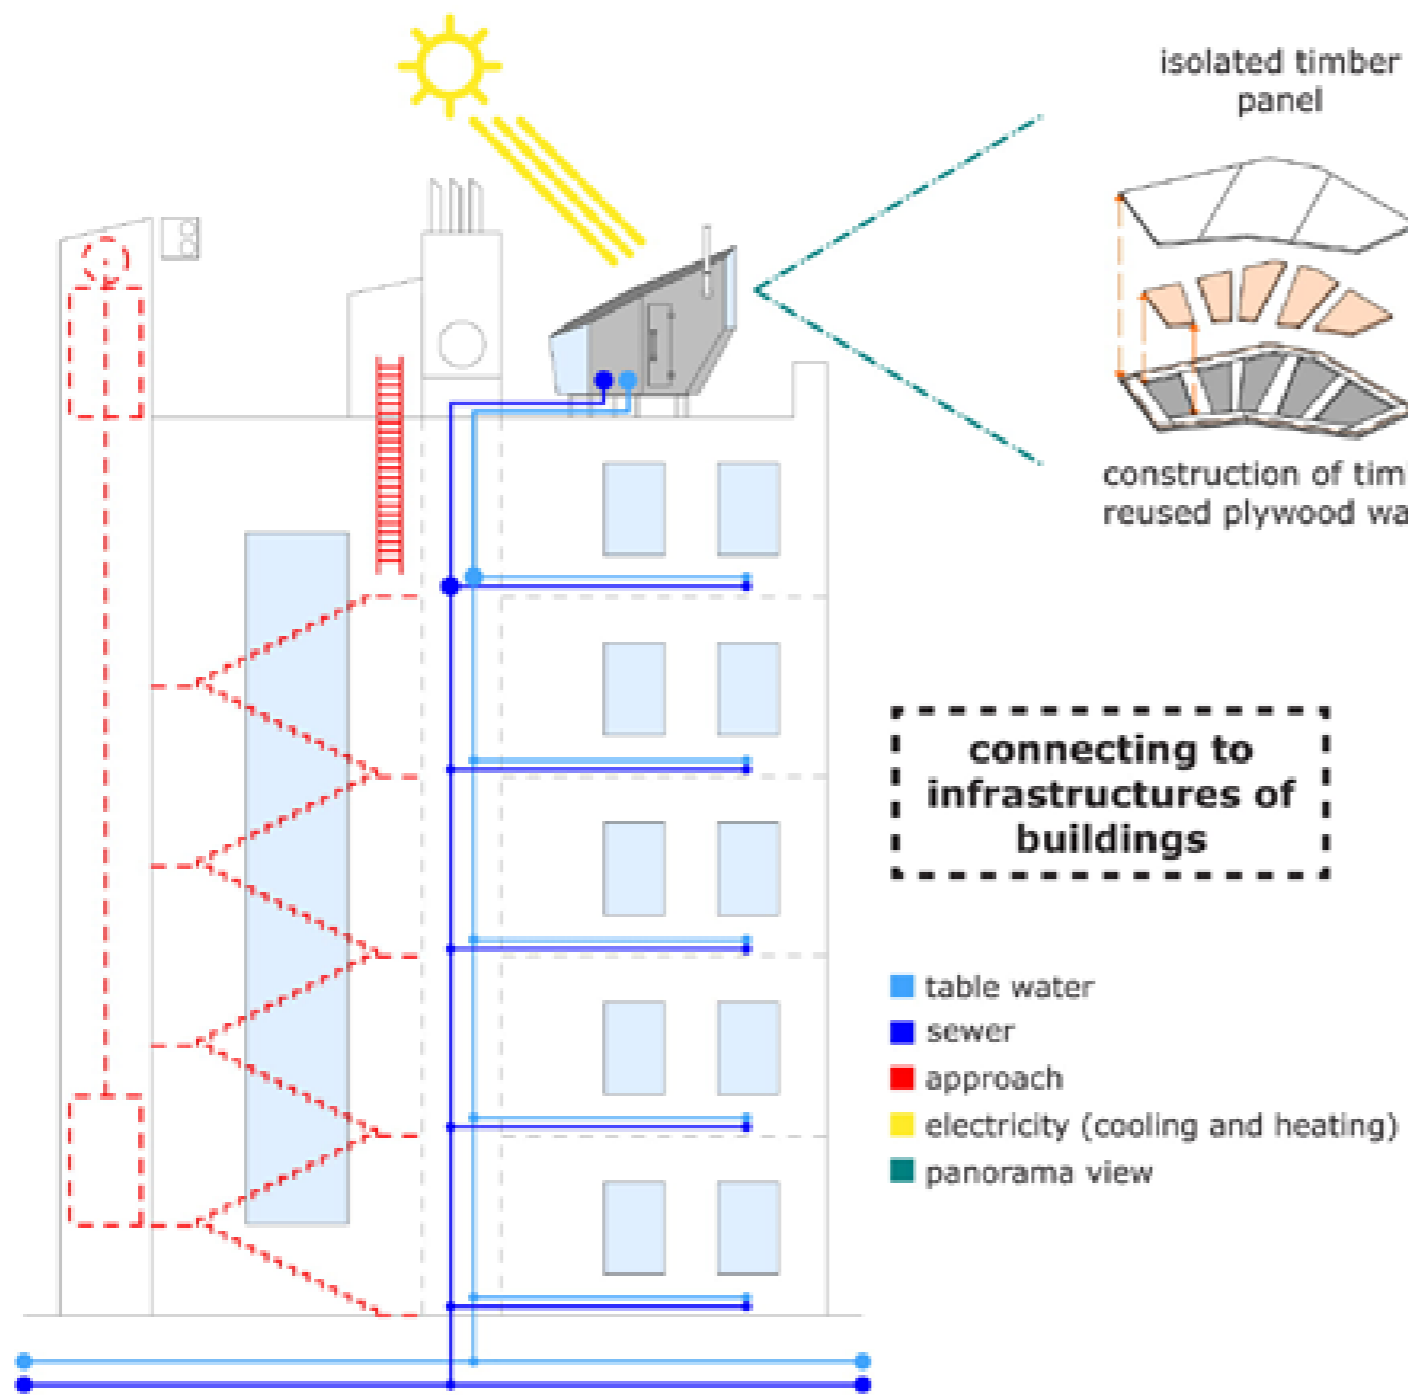 isolated timber
panel
construction of tim
reused plywood wa
connecting to
infrastructures of
buildings
table water
sewer
approach
electricity (cooling and heating)
panorama view